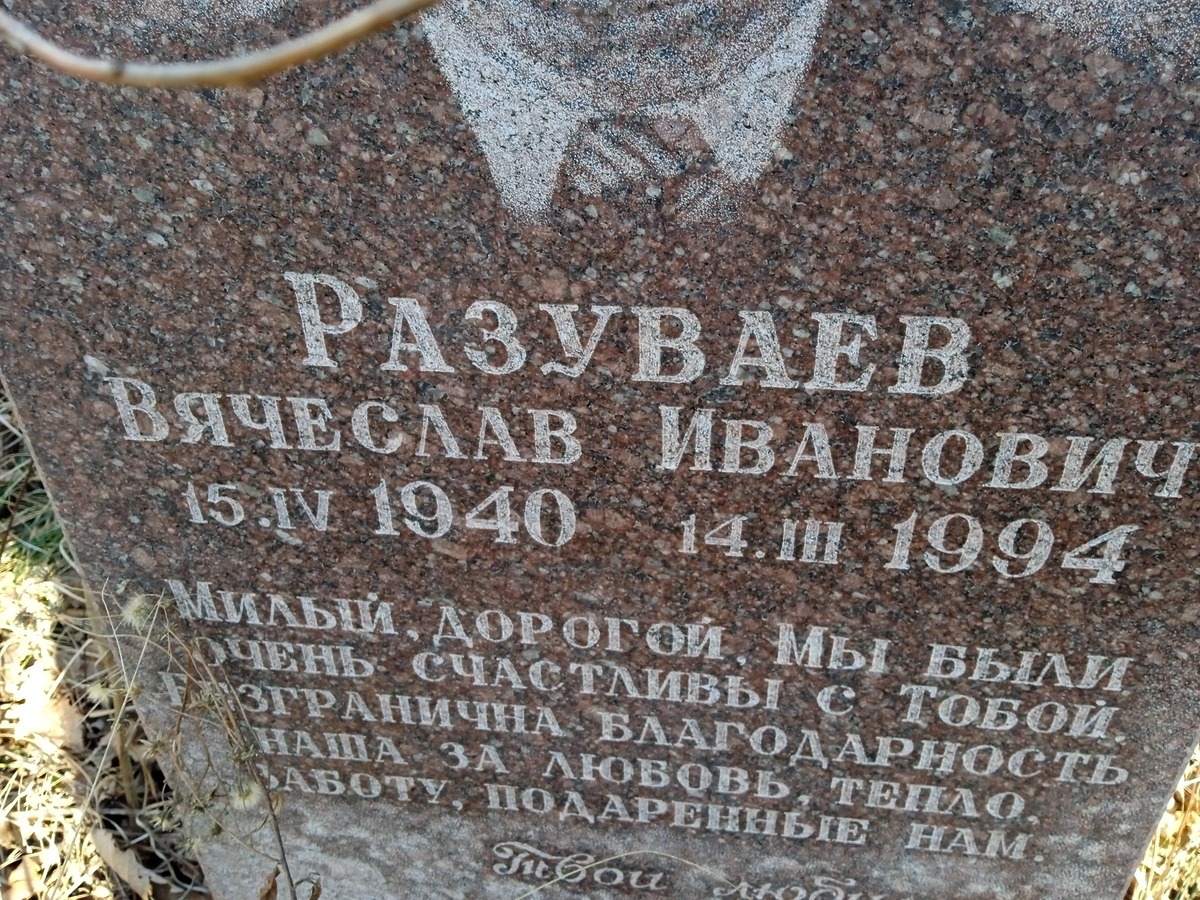 Разуваев
Вячеслав Иванович
15.IV 1940 14.III 1994
Милый, дорогой, мы были
очень счастливы с тобой.
Безгранична благодарность
наша за любовь, тепло,
заботу, подаренные нам.
Твои